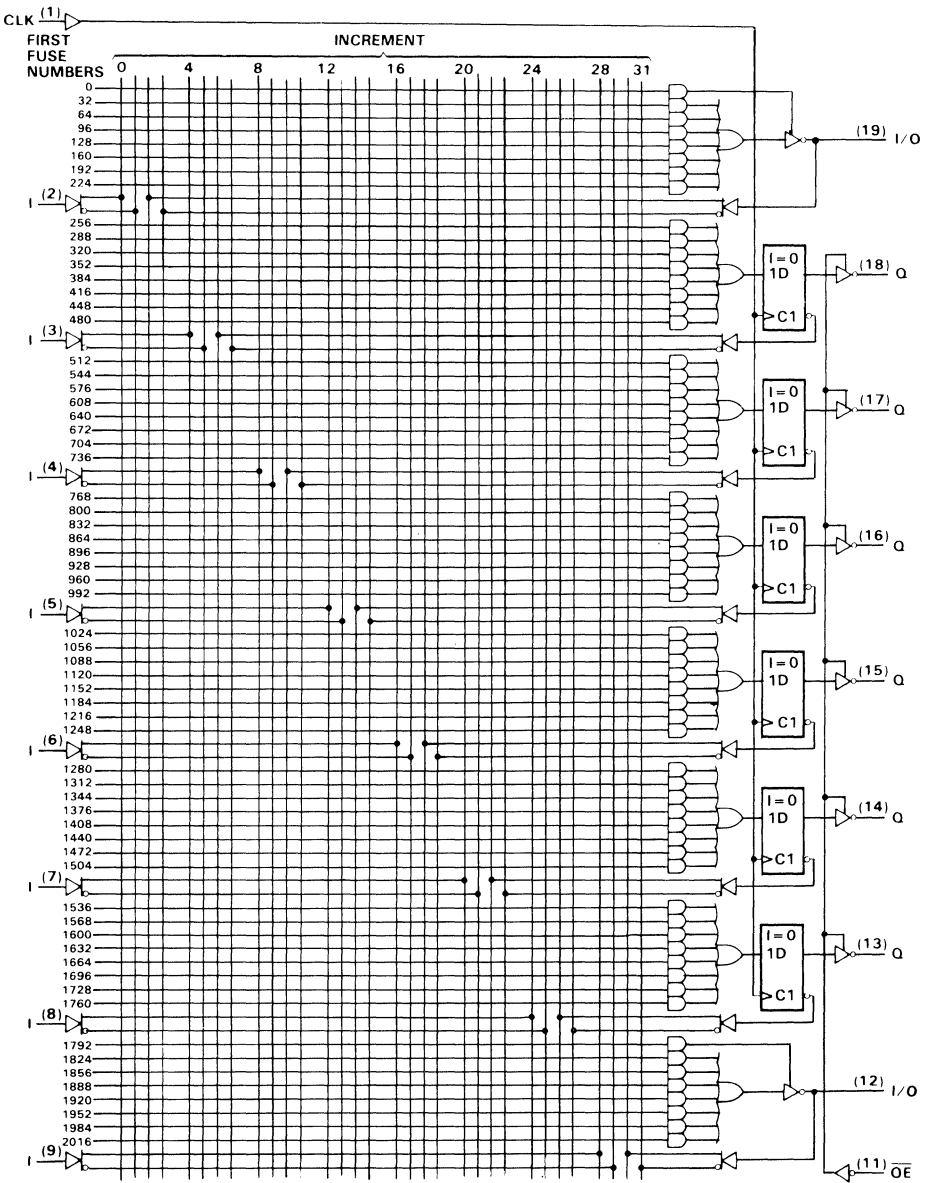 CLK (1)
FIRST FUSE NUMBERS
INCREMENT
0 4 8 12 16 20 24 28 31
0
32
64
96
128
160
192
224
(19) I/O
I (2)
256
288
320
352
384
416
448
480
I=0
1D
C1
(18) Q
I (3)
512
544
576
608
640
672
704
736
I=0
1D
C1
(17) Q
I (4)
768
800
832
864
896
928
960
992
I=0
1D
C1
(16) Q
I (5)
1024
1056
1088
1120
1152
1184
1216
1248
I=0
1D
C1
(15) Q
I (6)
1280
1312
1344
1376
1408
1440
1472
1504
I=0
1D
C1
(14) Q
I (7)
1536
1568
1600
1632
1664
1696
1728
1760
I=0
1D
C1
(13) Q
I (8)
1792
1824
1856
1888
1920
1952
1984
2016
(12) I/O
I (9)
(11) O̅E̅